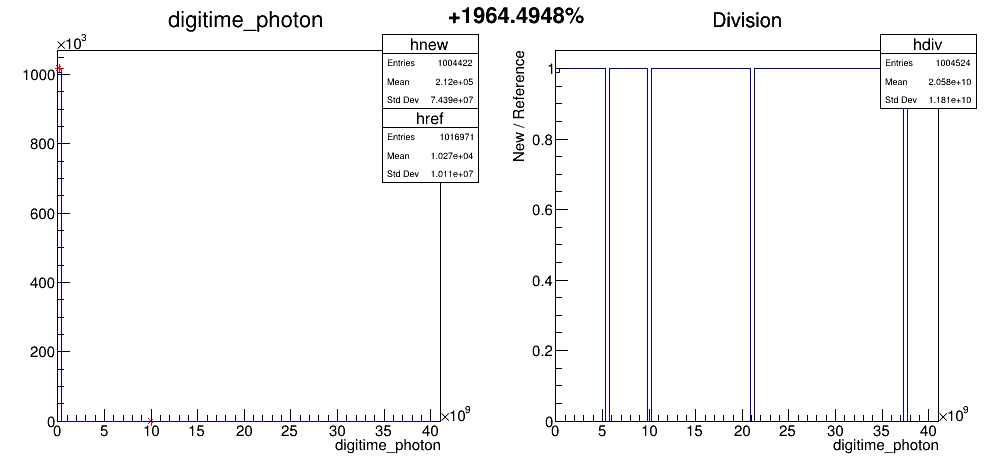 +1964.4948%
digitime_photon
×10³
hnew
Entries 1004422
Mean 2.12e+05
Std Dev 7.439e+07
href
Entries 1016971
Mean 1.027e+04
Std Dev 1.011e+07
1000
800
600
400
200
0
0 5 10 15 20 25 30 35 40 ×10⁹
digitime_photon
Division
hdiv
Entries 1004524
Mean 2.058e+10
Std Dev 1.181e+10
New / Reference
1
0.8
0.6
0.4
0.2
0
0 5 10 15 20 25 30 35 40 ×10⁹
digitime_photon